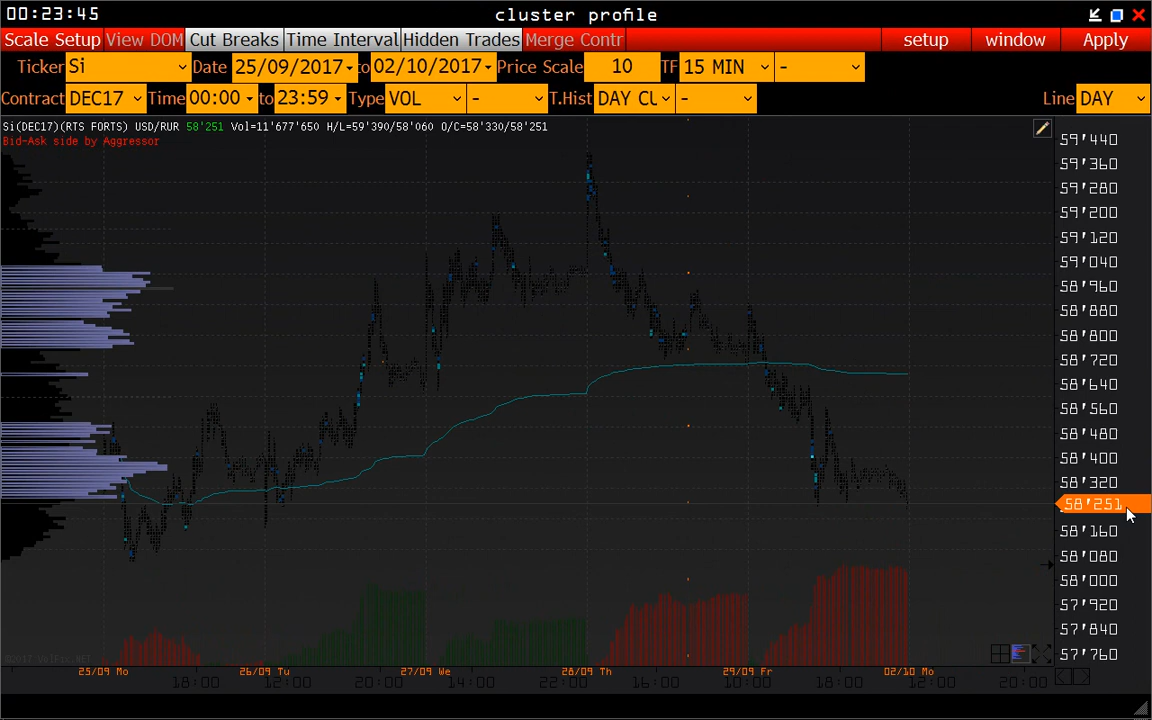 00:23:45 cluster profile
Scale Setup View DOM Cut Breaks Time Interval Hidden Trades Merge Contr setup window Apply
Ticker Si Date 25/09/2017 to 02/10/2017 Price Scale 10 TF 15 MIN -
Contract DEC17 Time 00:00 to 23:59 Type VOL - T.Hist DAY CU - Line DAY
Si(DEC17)(RTS FORTS) USD/RUR 58'251 Vol=11'677'650 H/L=59'390/58'060 O/C=58'330/58'251
Bid-Ask side by Aggressor
59'440
59'360
59'280
59'200
59'120
59'040
58'960
58'880
58'800
58'720
58'640
58'560
58'480
58'400
58'320
58'251
58'160
58'080
58'000
57'920
57'840
57'760
©2017 VolFix.NET
25/09 Mo 26/09 Tu 27/09 We 28/09 Th 29/09 Fr 02/10 Mo
18:00 12:00 20:00 14:00 22:00 16:00 10:00 18:00 12:00 20:00